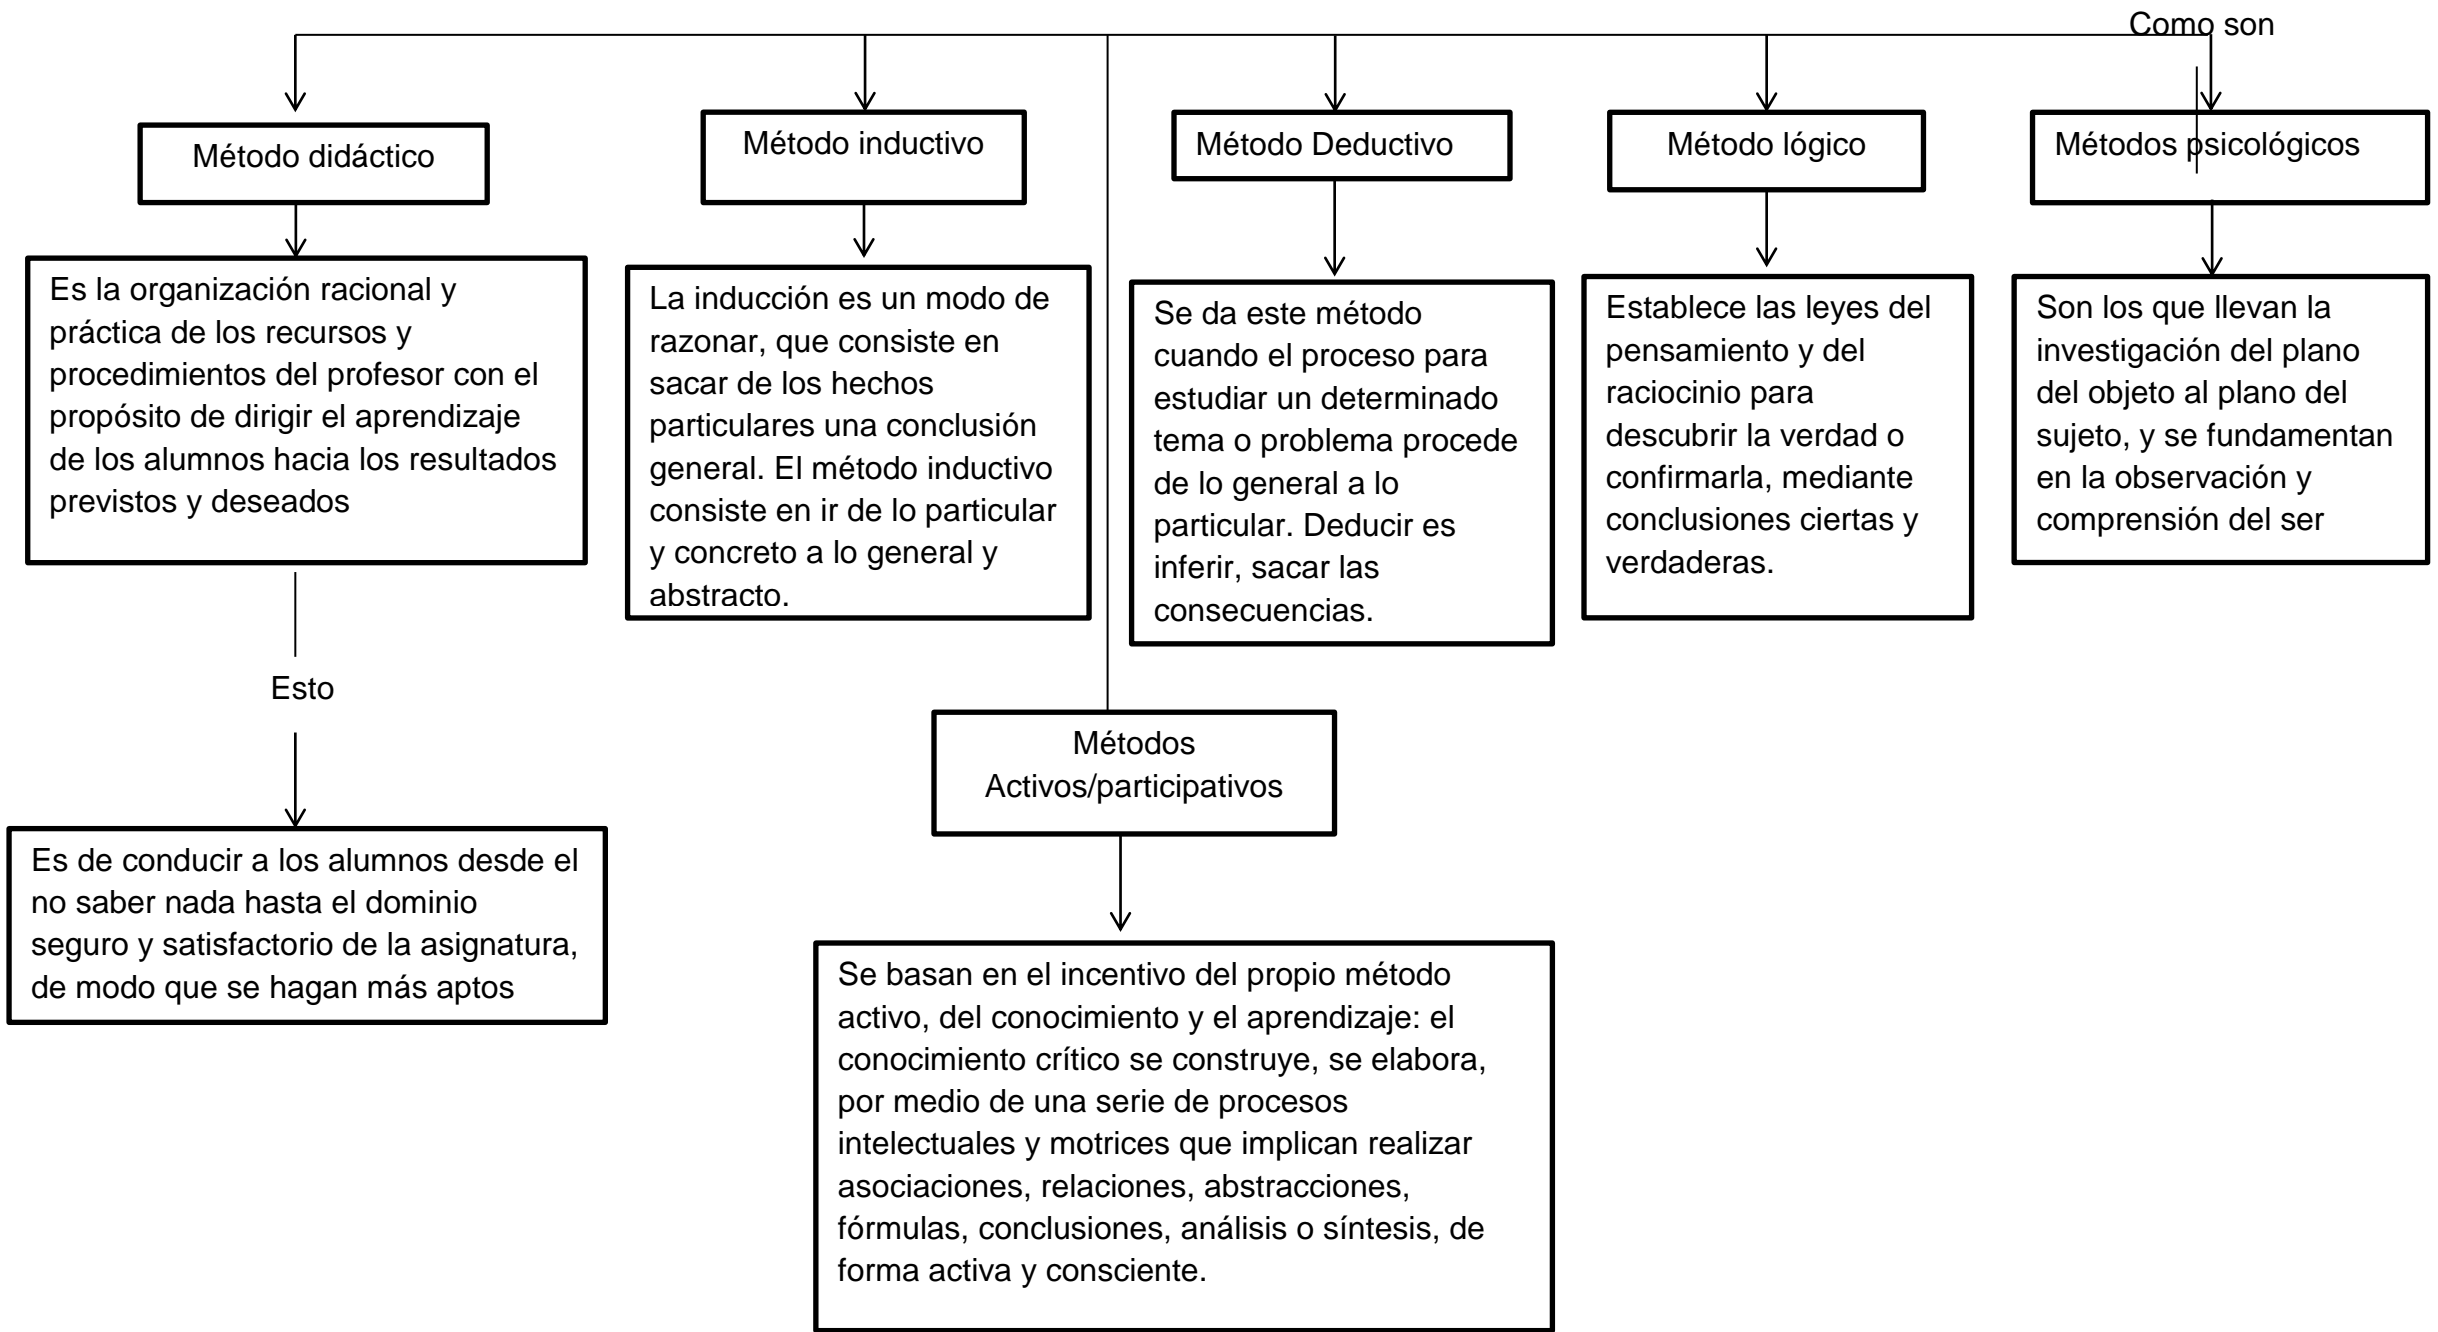 Como son
Método didáctico
Método inductivo
Método Deductivo
Método lógico
Métodos psicológicos
Es la organización racional y
práctica de los recursos y
procedimientos del profesor con el
propósito de dirigir el aprendizaje
de los alumnos hacia los resultados
previstos y deseados
La inducción es un modo de
razonar, que consiste en
sacar de los hechos
particulares una conclusión
general. El método inductivo
consiste en ir de lo particular
y concreto a lo general y
abstracto.
Se da este método
cuando el proceso para
estudiar un determinado
tema o problema procede
de lo general a lo
particular. Deducir es
inferir, sacar las
consecuencias.
Establece las leyes del
pensamiento y del
raciocinio para
descubrir la verdad o
confirmarla, mediante
conclusiones ciertas y
verdaderas.
Son los que llevan la
investigación del plano
del objeto al plano del
sujeto, y se fundamentan
en la observación y
comprensión del ser
Esto
Métodos
Activos/participativos
Es de conducir a los alumnos desde el
no saber nada hasta el dominio
seguro y satisfactorio de la asignatura,
de modo que se hagan más aptos
Se basan en el incentivo del propio método
activo, del conocimiento y el aprendizaje: el
conocimiento crítico se construye, se elabora,
por medio de una serie de procesos
intelectuales y motrices que implican realizar
asociaciones, relaciones, abstracciones,
fórmulas, conclusiones, análisis o síntesis, de
forma activa y consciente.